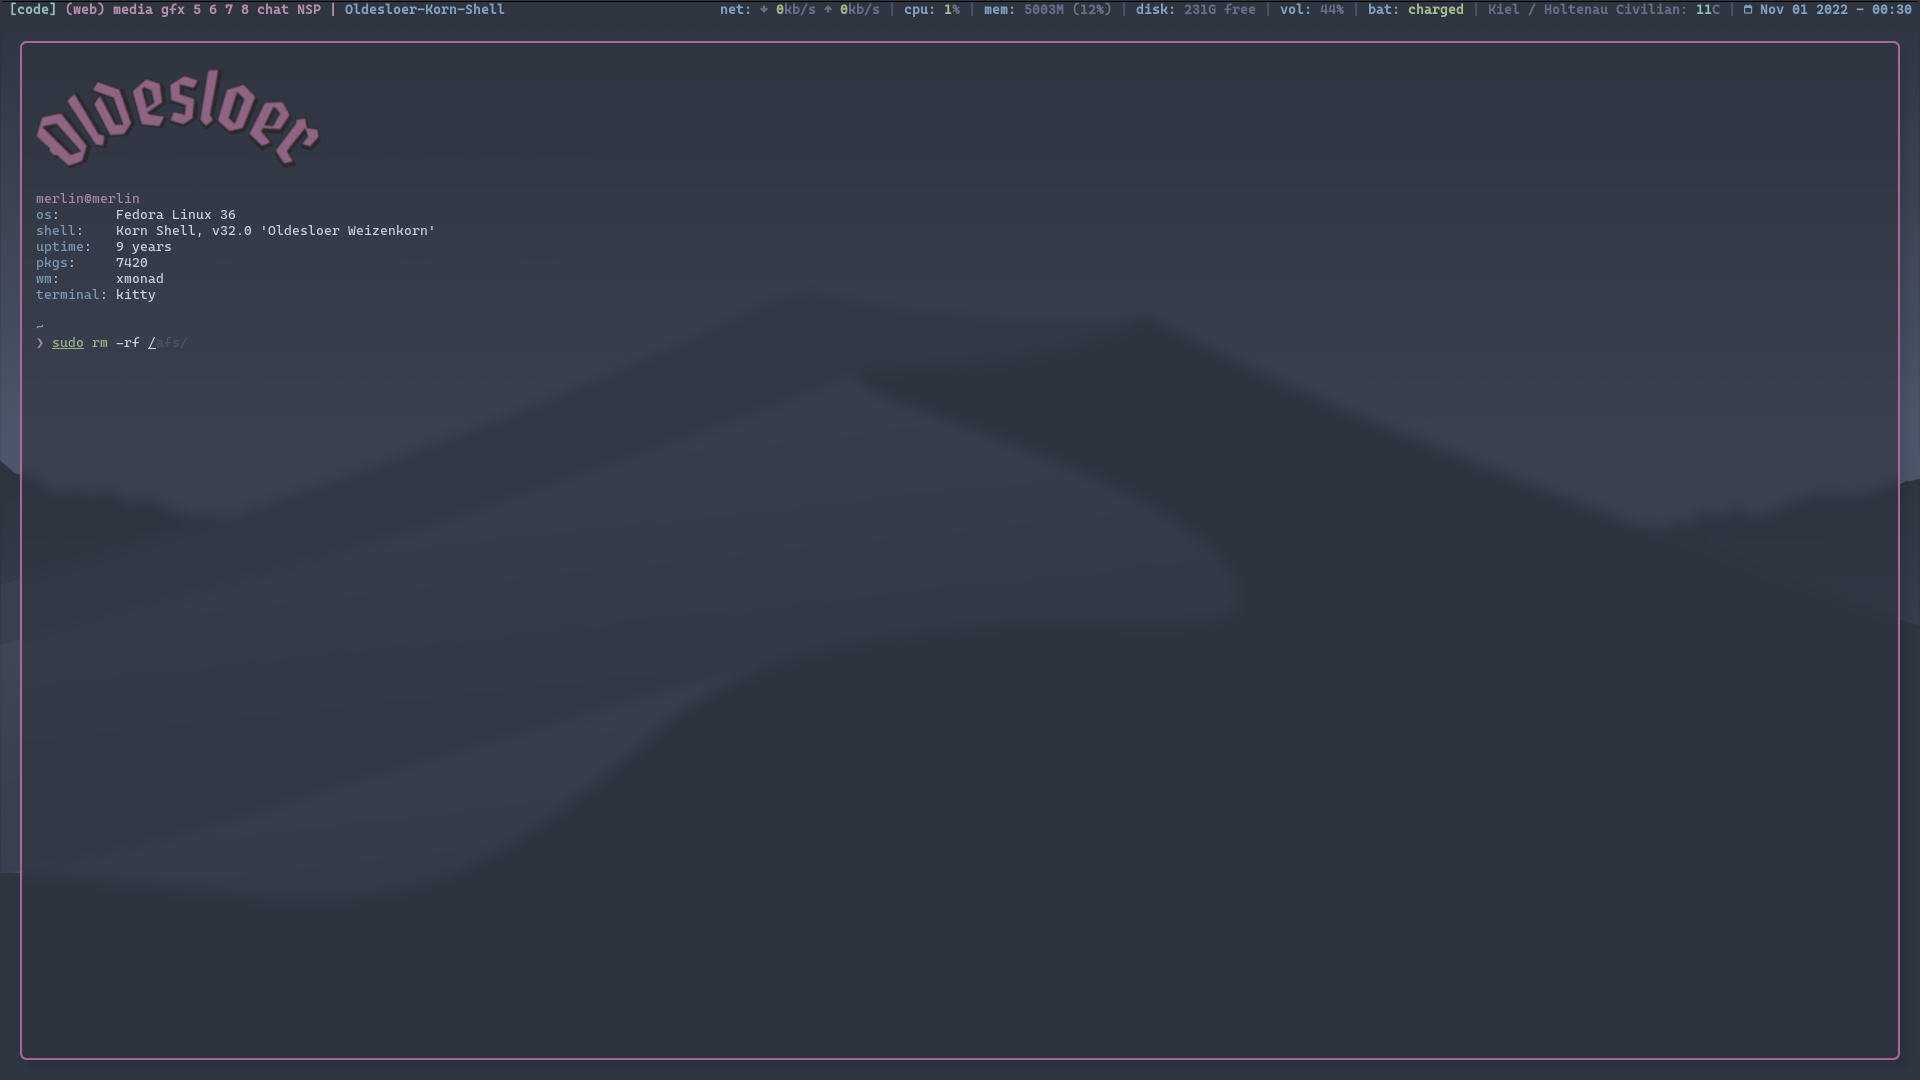 [code] (web) media gfx 5 6 7 8 chat NSP | Oldesloer-Korn-Shell net: ↓ 0kb/s ↑ 0kb/s | cpu: 1% | mem: 5003M (12%) | disk: 231G free | vol: 44% | bat: charged | Kiel / Holtenau Civilian: 11C | Nov 01 2022 - 00:30
oldesloer
merlin@merlin
os: Fedora Linux 36
shell: Korn Shell, v32.0 'Oldesloer Weizenkorn'
uptime: 9 years
pkgs: 7420
wm: xmonad
terminal: kitty
~
❯ sudo rm -rf /afs/